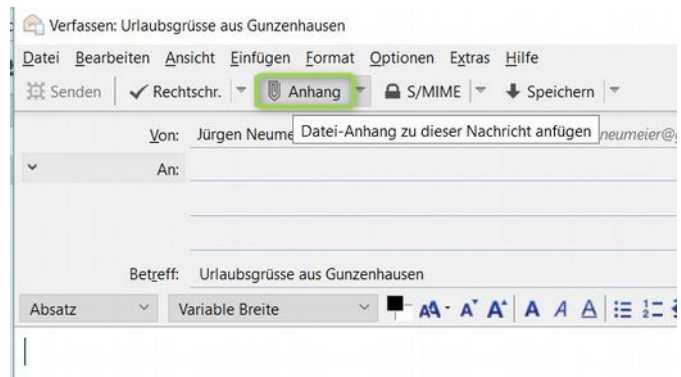 Verfassen: Urlaubsgrüsse aus Gunzenhausen
Datei Bearbeiten Ansicht Einfügen Format Optionen Extras Hilfe
Senden Rechtschr. Anhang S/MIME Speichern
Von: Jürgen Neume Datei-Anhang zu dieser Nachricht anfügen neumeier@
An:
Betreff: Urlaubsgrüsse aus Gunzenhausen
Absatz Variable Breite